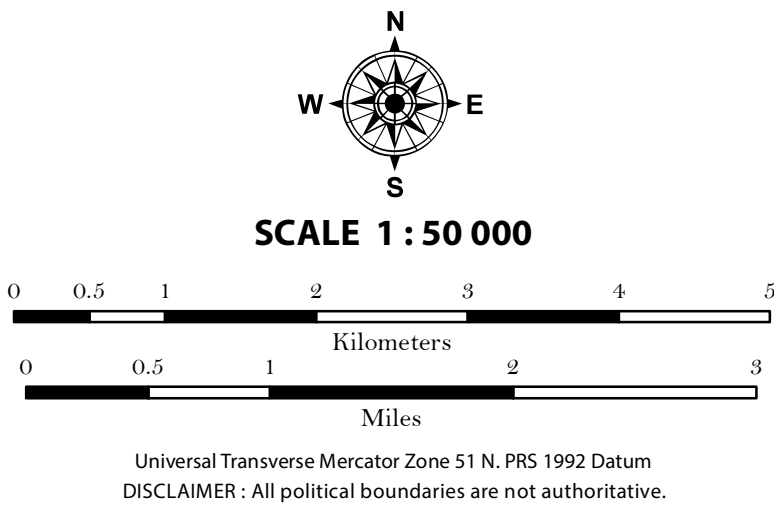 N
W E
S
SCALE 1 : 50 000
0 0.5 1 2 3 4 5
Kilometers
0 0.5 1 2 3
Miles
Universal Transverse Mercator Zone 51 N. PRS 1992 Datum
DISCLAIMER : All political boundaries are not authoritative.